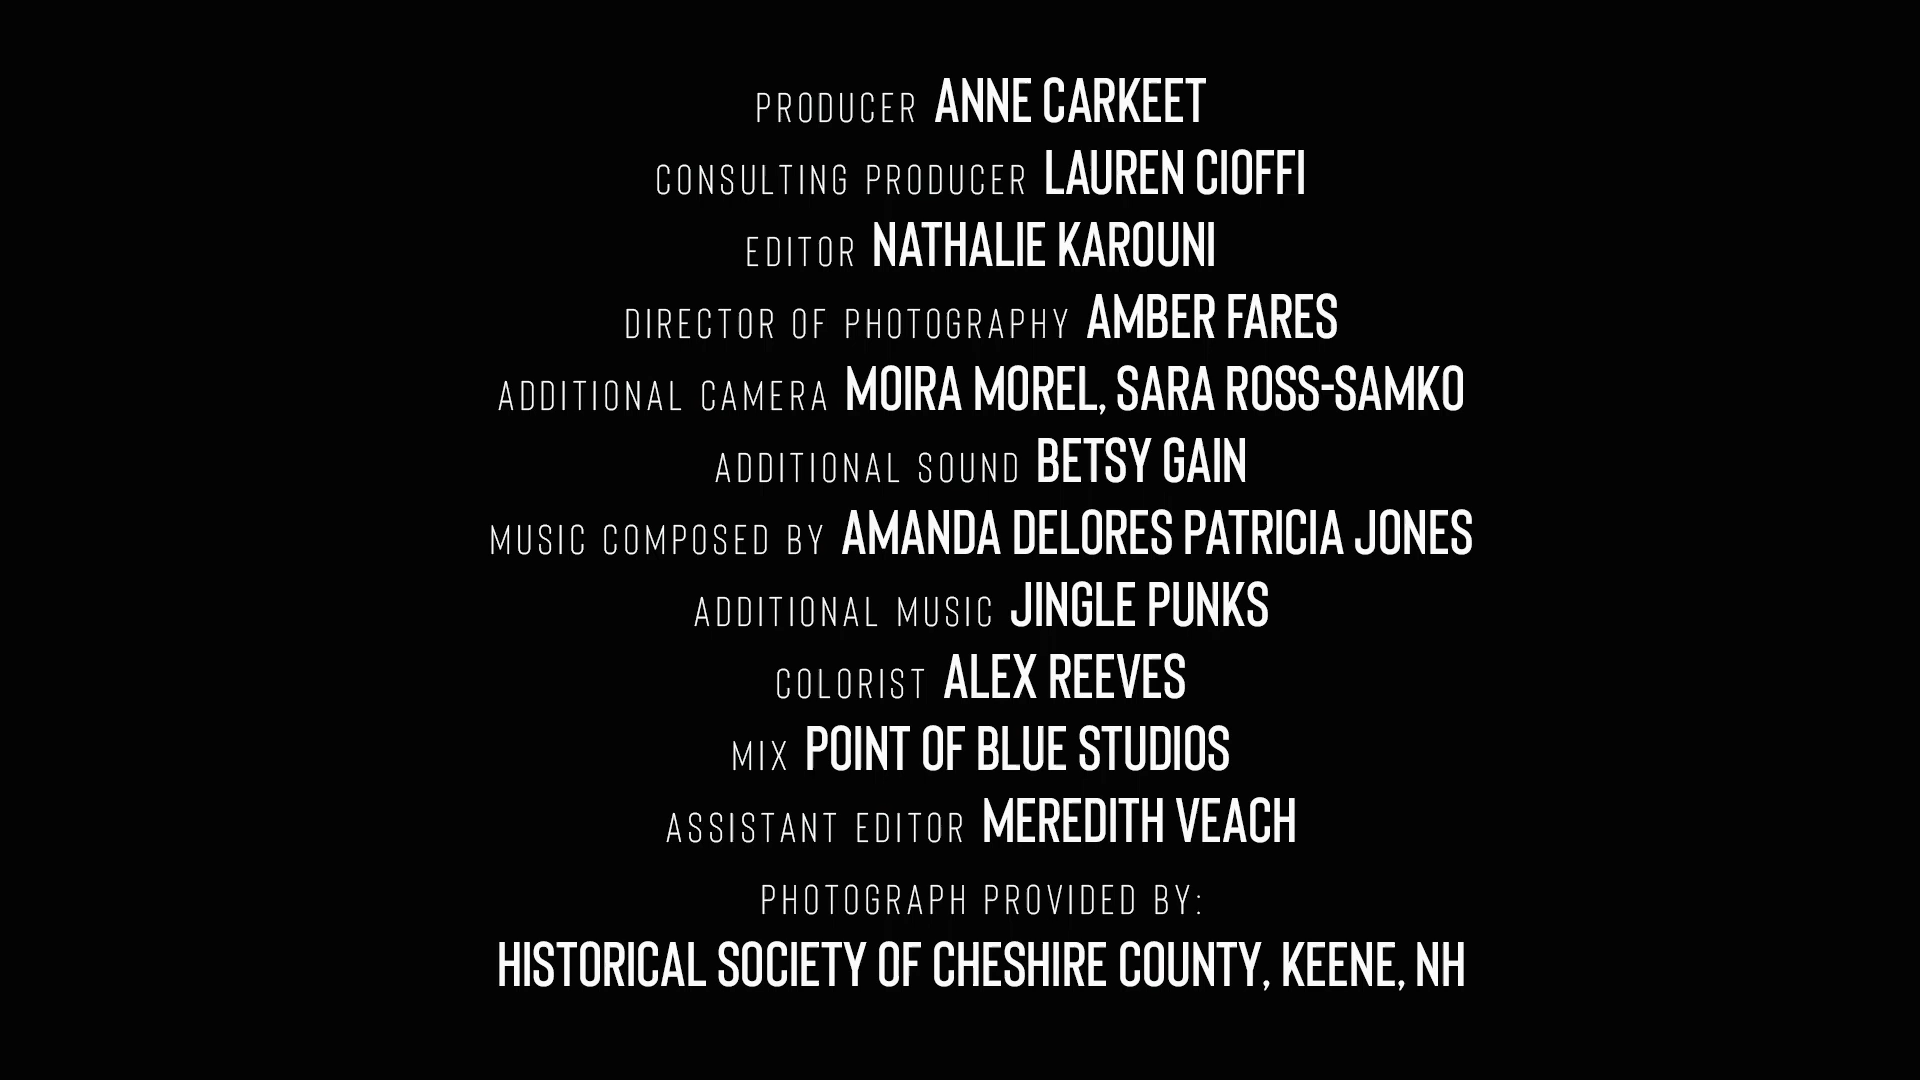 PRODUCER ANNE CARKEET
CONSULTING PRODUCER LAUREN CIOFFI
EDITOR NATHALIE KAROUNI
DIRECTOR OF PHOTOGRAPHY AMBER FARES
ADDITIONAL CAMERA MOIRA MOREL, SARA ROSS-SAMKO
ADDITIONAL SOUND BETSY GAIN
MUSIC COMPOSED BY AMANDA DELORES PATRICIA JONES
ADDITIONAL MUSIC JINGLE PUNKS
COLORIST ALEX REEVES
MIX POINT OF BLUE STUDIOS
ASSISTANT EDITOR MEREDITH VEACH
PHOTOGRAPH PROVIDED BY:
HISTORICAL SOCIETY OF CHESHIRE COUNTY, KEENE, NH